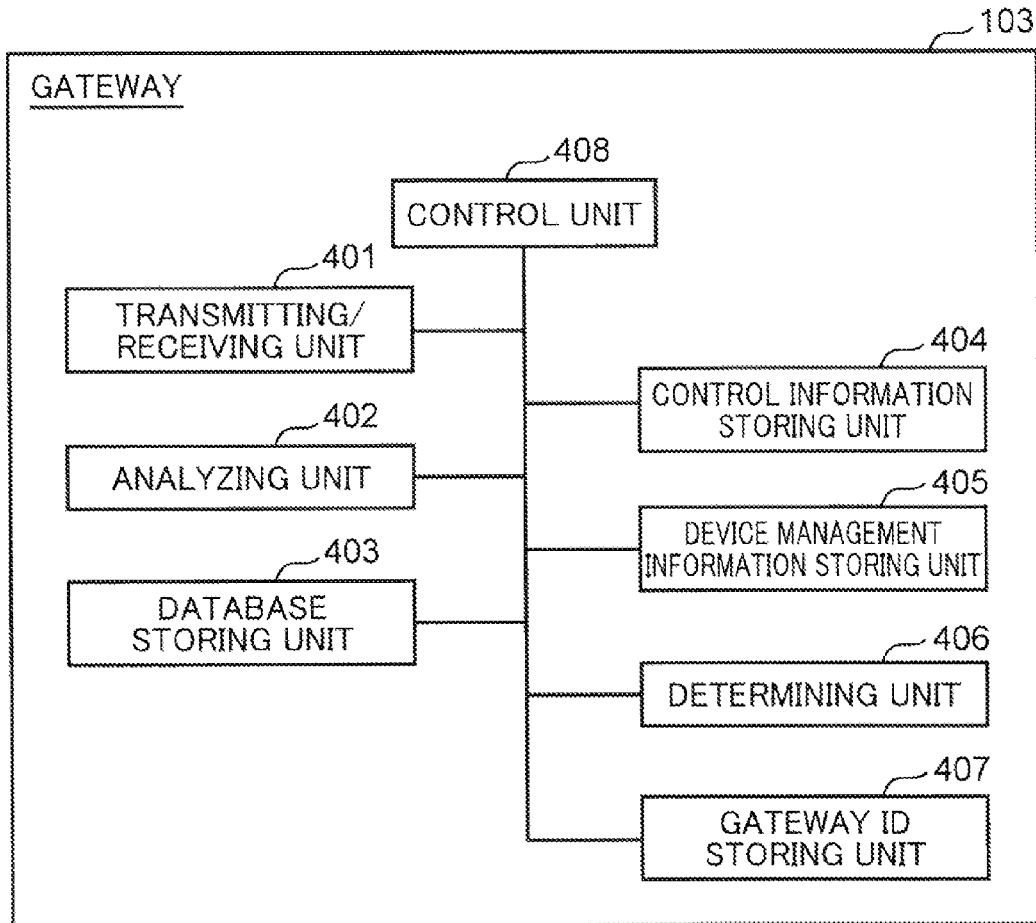 103
GATEWAY
408
CONTROL UNIT
401
TRANSMITTING/
RECEIVING UNIT
404
CONTROL INFORMATION
STORING UNIT
402
ANALYZING UNIT
405
DEVICE MANAGEMENT
INFORMATION STORING UNIT
403
DATABASE
STORING UNIT
406
DETERMINING UNIT
407
GATEWAY ID
STORING UNIT